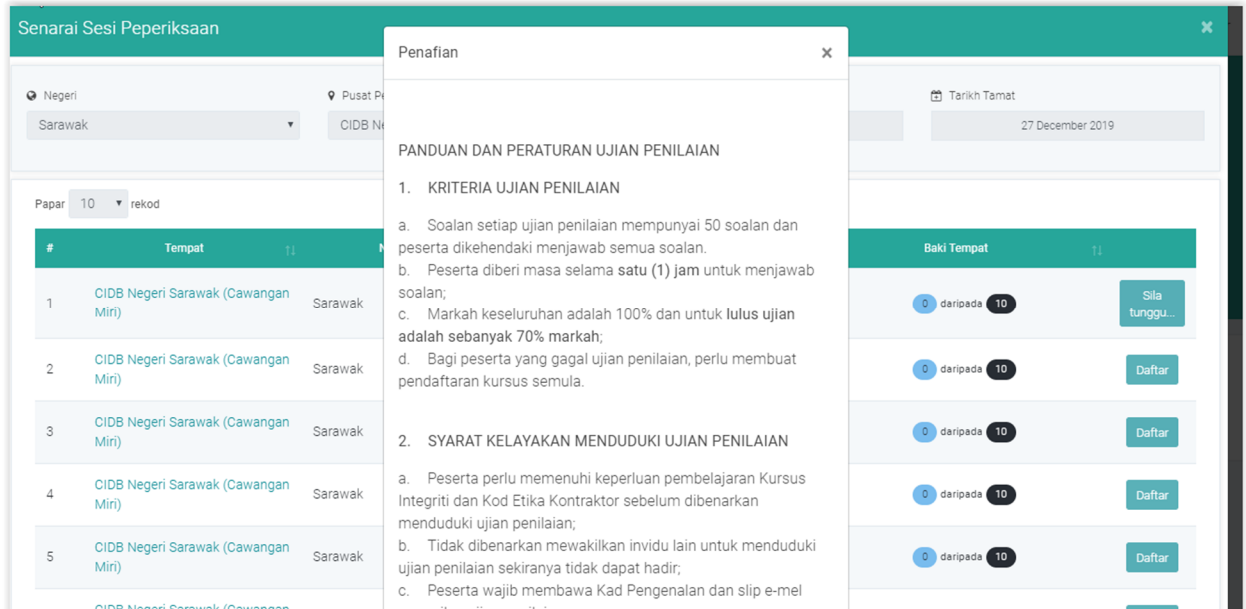 Senarai Sesi Peperiksaan
×
Penafian
×
Negeri
Pusat Pe
Tarikh Tamat
Sarawak
CIDB Ne
27 December 2019
PANDUAN DAN PERATURAN UJIAN PENILAIAN
1. KRITERIA UJIAN PENILAIAN
Papar 10 rekod
a. Soalan setiap ujian penilaian mempunyai 50 soalan dan
peserta dikehendaki menjawab semua soalan.
b. Peserta diberi masa selama satu (1) jam untuk menjawab
soalan;
c. Markah keseluruhan adalah 100% dan untuk lulus ujian
adalah sebanyak 70% markah;
d. Bagi peserta yang gagal ujian penilaian, perlu membuat
pendaftaran kursus semula.
2. SYARAT KELAYAKAN MENDUDUKI UJIAN PENILAIAN
a. Peserta perlu memenuhi keperluan pembelajaran Kursus
Integriti dan Kod Etika Kontraktor sebelum dibenarkan
menduduki ujian penilaian;
b. Tidak dibenarkan mewakilkan invidu lain untuk menduduki
ujian penilaian sekiranya tidak dapat hadir;
c. Peserta wajib membawa Kad Pengenalan dan slip e-mel
# Tempat N Baki Tempat
1 CIDB Negeri Sarawak (Cawangan
Miri)
Sarawak
0 daripada 10
Sila
tunggu...
2 CIDB Negeri Sarawak (Cawangan
Miri)
Sarawak
0 daripada 10
Daftar
3 CIDB Negeri Sarawak (Cawangan
Miri)
Sarawak
0 daripada 10
Daftar
4 CIDB Negeri Sarawak (Cawangan
Miri)
Sarawak
0 daripada 10
Daftar
5 CIDB Negeri Sarawak (Cawangan
Miri)
Sarawak
0 daripada 10
Daftar
CIDB Negeri Sarawak (Cawangan